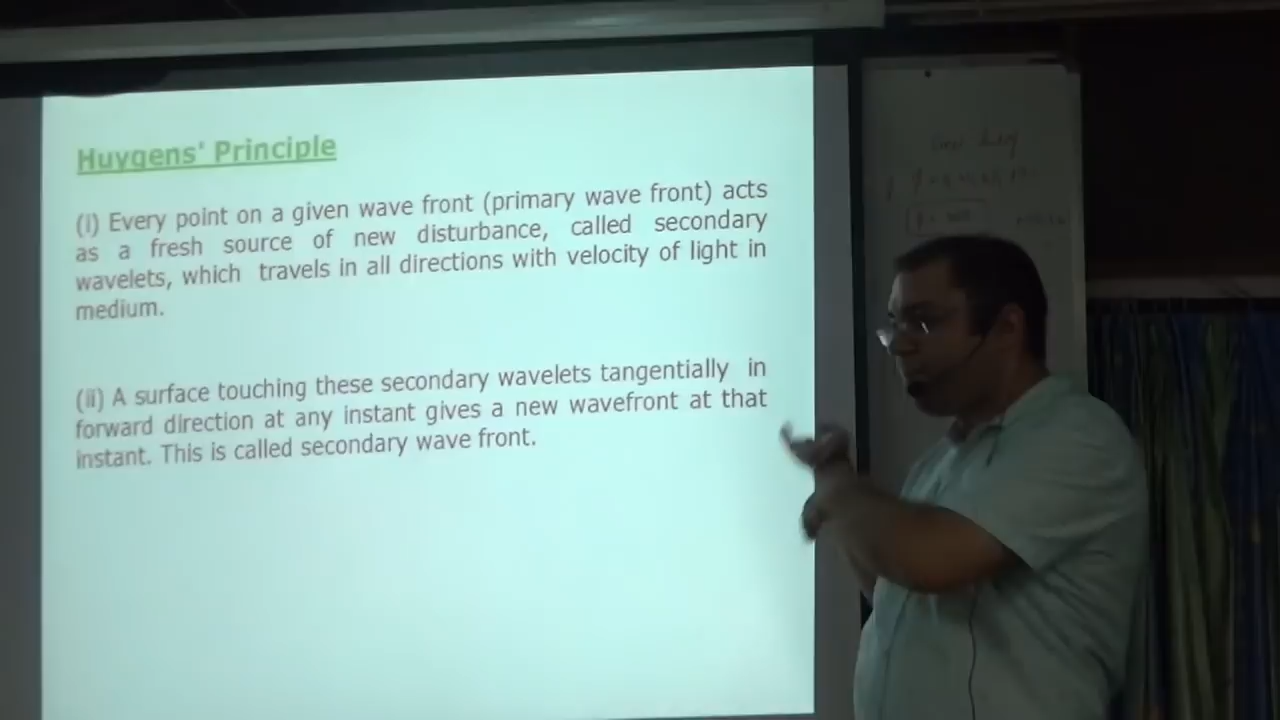 Huygens' Principle
(i) Every point on a given wave front (primary wave front) acts
as a fresh source of new disturbance, called secondary
wavelets, which travels in all directions with velocity of light in
medium.
(ii) A surface touching these secondary wavelets tangentially in
forward direction at any instant gives a new wavefront at that
instant. This is called secondary wave front.